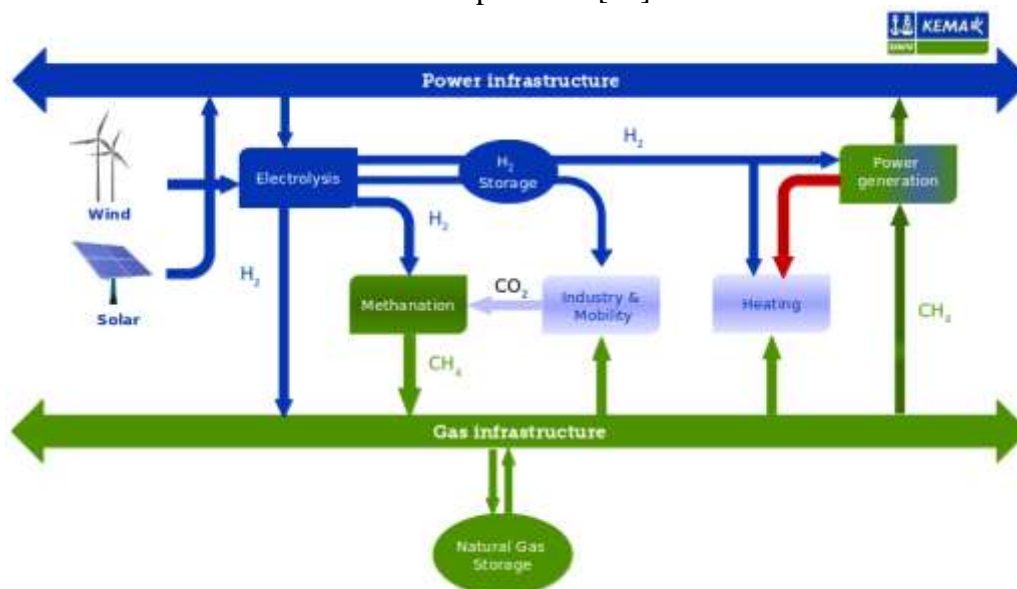 KEMA
Power infrastructure
H2
H2
Storage
Electrolysis
Power
generation
Wind
H2
H2
CO2
Methanation
Industry &
Mobility
Heating
Solar
CH4
CH4
Gas infrastructure
Natural Gas
Storage